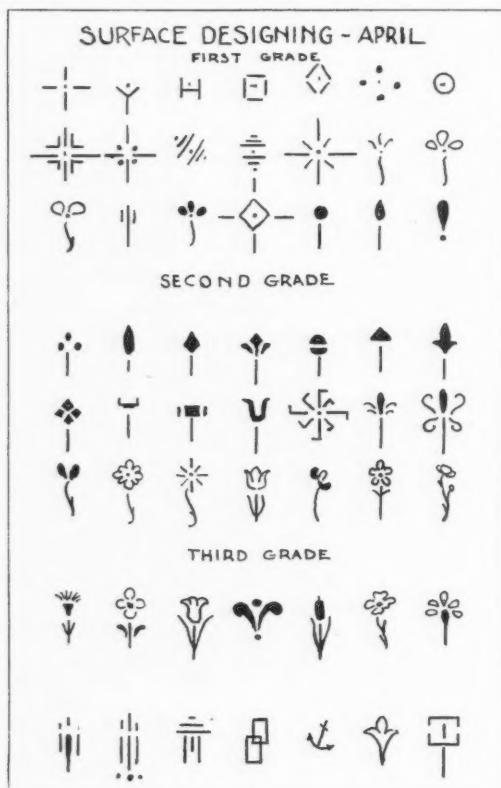 SURFACE DESIGNING - APRIL
FIRST GRADE
SECOND GRADE
THIRD GRADE